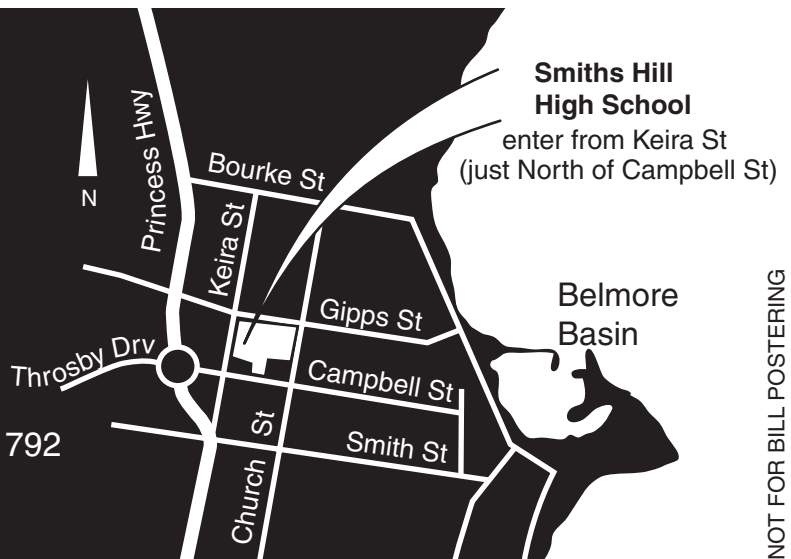 Smiths Hill
High School
enter from Keira St
(just North of Campbell St)
Princess Hwy
N
Bourke St
Keira St
Gipps St
Belmore
Basin
Throsby Drv
Campbell St
792
Church St
Smith St
NOT FOR BILL POSTERING